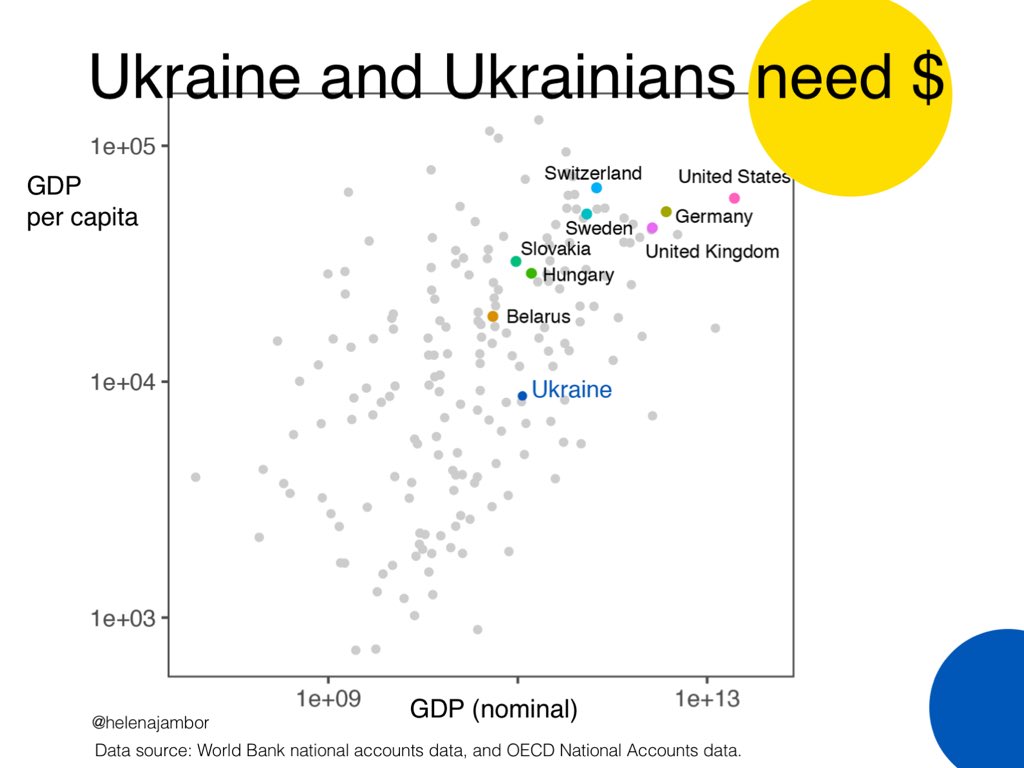 Ukraine and Ukrainians need $
1e+05
GDP
per capita
Switzerland
United States
Sweden
Germany
United Kingdom
Slovakia
Hungary
Belarus
1e+04
Ukraine
1e+03
1e+09
1e+13
GDP (nominal)
@helenajambor
Data source: World Bank national accounts data, and OECD National Accounts data.